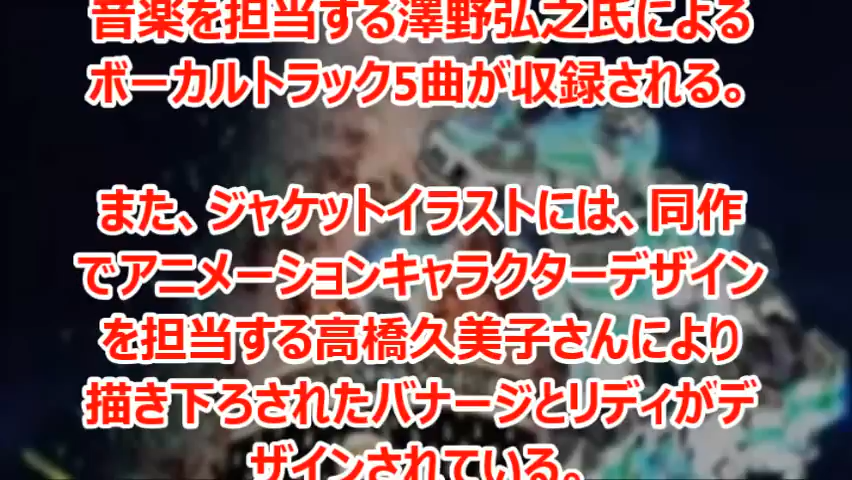 音楽を担当する澤野弘之氏による
ボーカルトラック5曲が収録される。
また、ジャケットイラストには、同作
でアニメーションキャラクターデザイン
を担当する高橋久美子さんにより
描き下ろされたバナージとリディがデ
ザインされている。